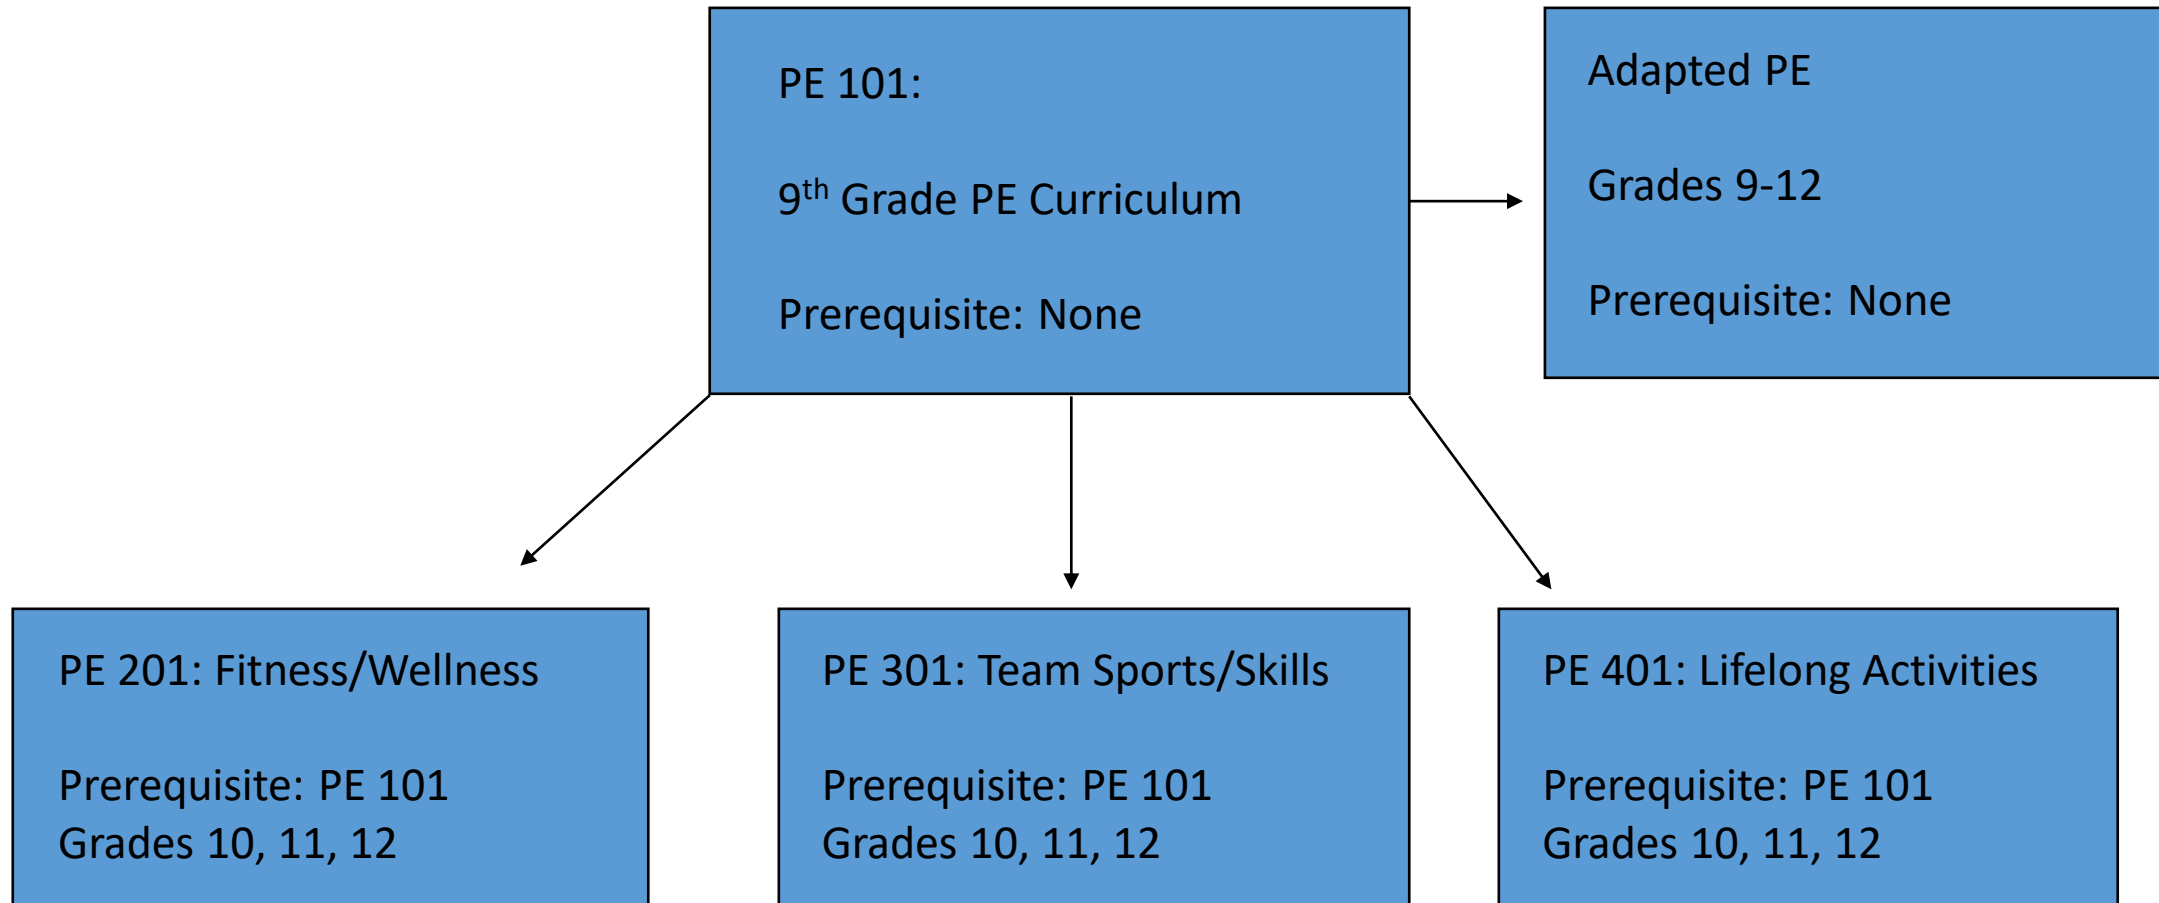 PE 101:
9th Grade PE Curriculum
Prerequisite: None
Adapted PE
Grades 9-12
Prerequisite: None
PE 201: Fitness/Wellness
Prerequisite: PE 101
Grades 10, 11, 12
PE 301: Team Sports/Skills
Prerequisite: PE 101
Grades 10, 11, 12
PE 401: Lifelong Activities
Prerequisite: PE 101
Grades 10, 11, 12